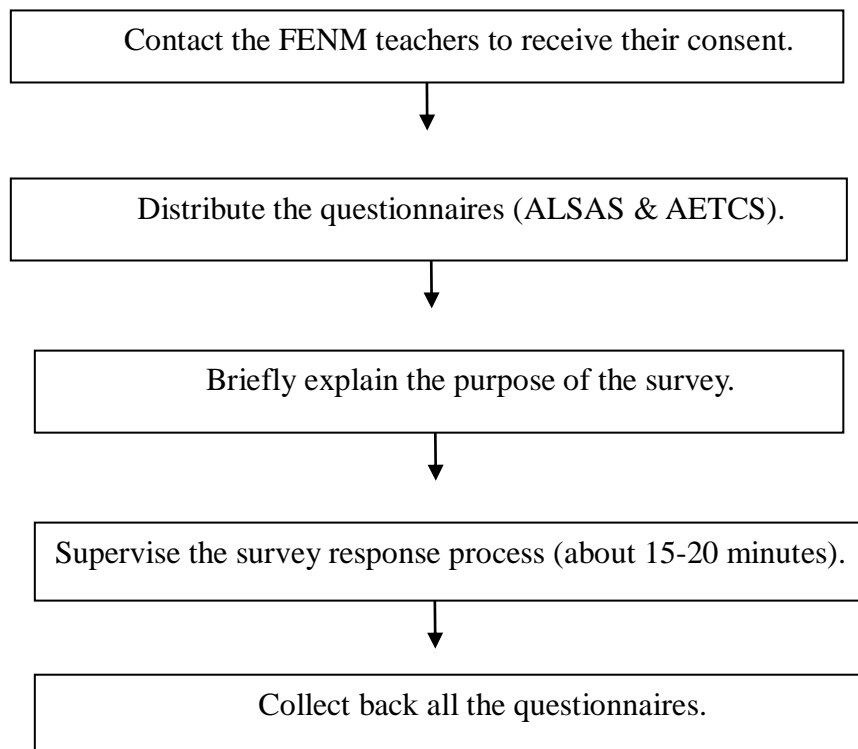 Contact the FENM teachers to receive their consent.
Distribute the questionnaires (ALSAS & AETCS).
Briefly explain the purpose of the survey.
Supervise the survey response process (about 15-20 minutes).
Collect back all the questionnaires.